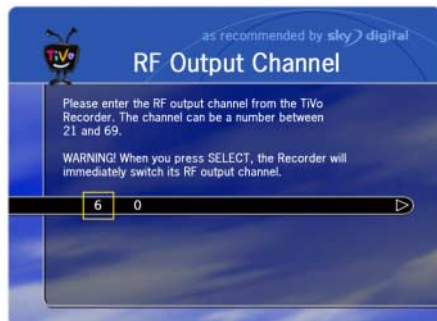 as recommended by sky digital
TiVo
RF Output Channel
Please enter the RF output channel from the TiVo
Recorder. The channel can be a number between
21 and 69.
WARNING! When you press SELECT, the Recorder will
immediately switch its RF output channel.
6 0